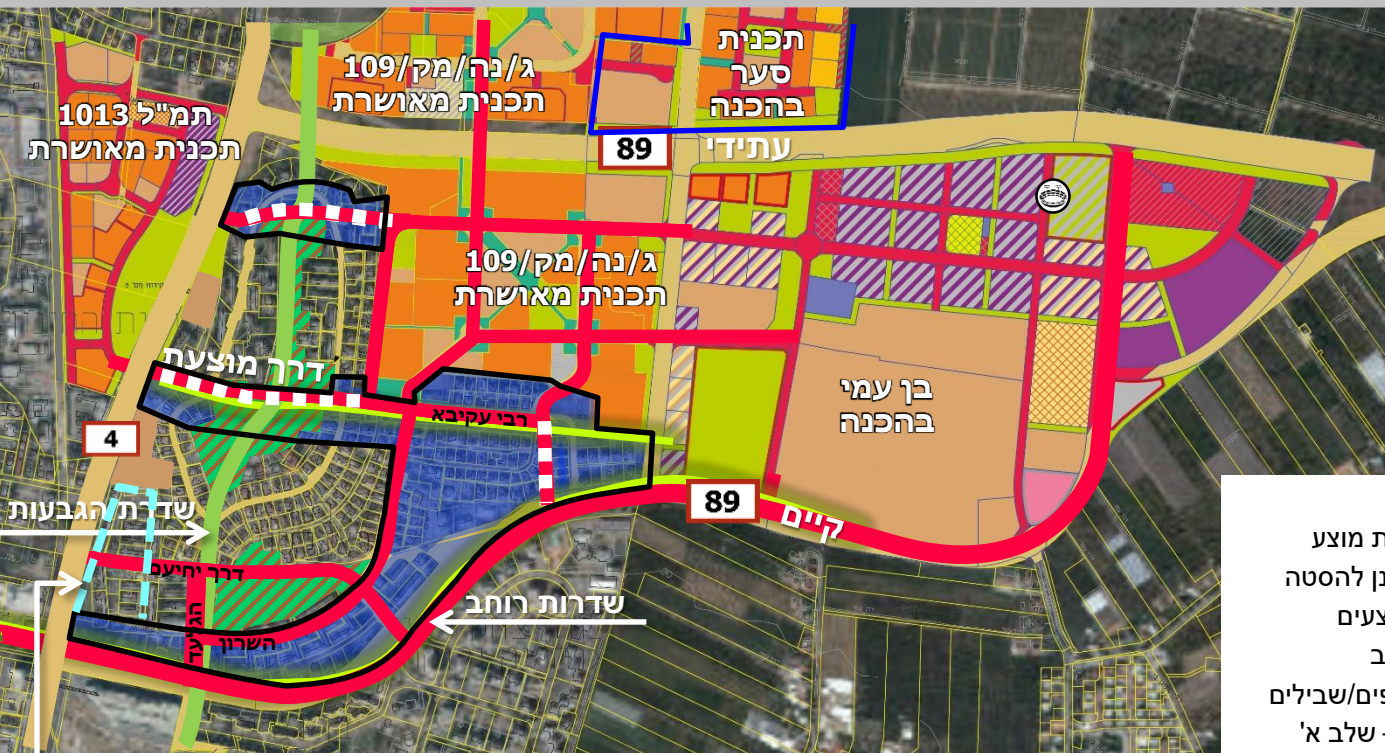 תכנית
סער
בהכנה
ג/נה/מק/109
תכנית מאושרת
תמ"ל 1013
תכנית מאושרת
89
עתידי
ג/נה/מק/109
תכנית מאושרת
דרך מוצעת
בן עמי
בהכנה
רבי עקיבא
4
89
קיים
שדרת הגבעות
דרך יחיעם
הגלעד
השרון
שדרות רוחב
ת מוצע
נן להסטה
צעים
ב
פים/שבילים
- שלב א'